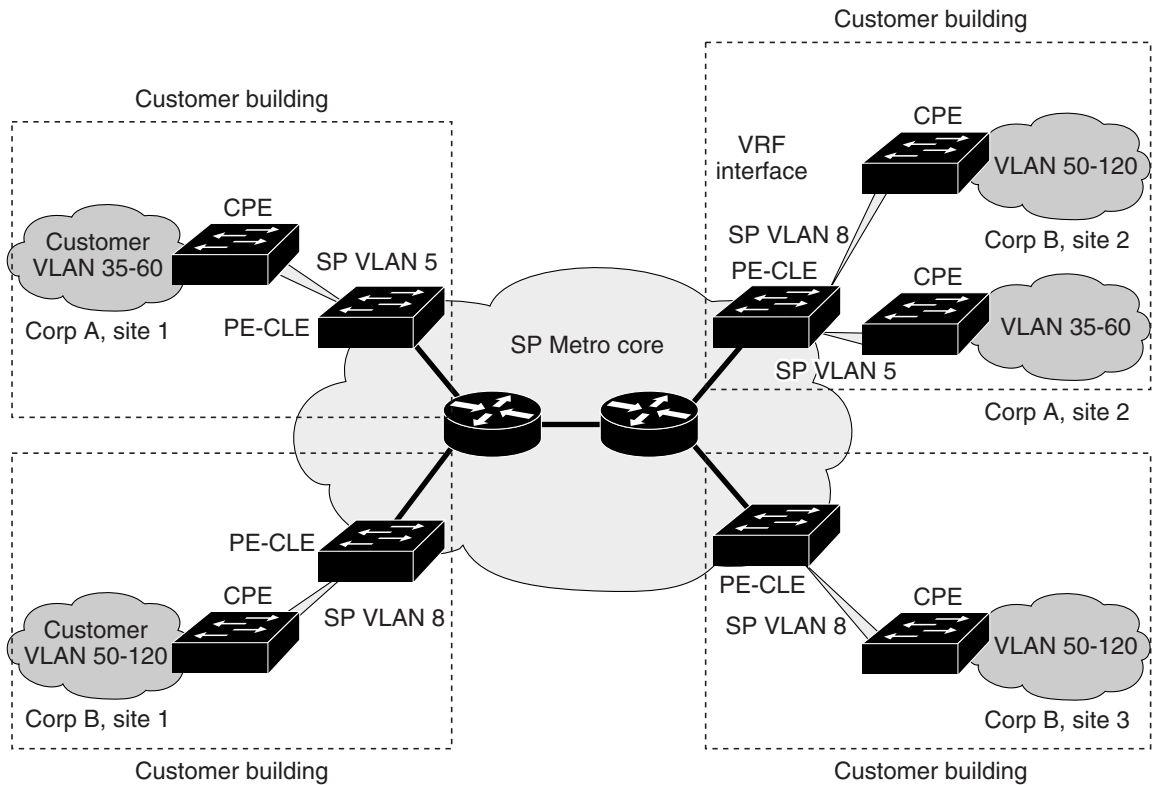 Customer building
Customer building
CPE
VRF
interface
VLAN 50-120
CPE
Customer
VLAN 35-60
SP VLAN 5
SP VLAN 8
Corp B, site 2
PE-CLE
CPE
Corp A, site 1
PE-CLE
SP Metro core
VLAN 35-60
SP VLAN 5
Corp A, site 2
PE-CLE
CPE
SP VLAN 8
PE-CLE
CPE
SP VLAN 8
Customer
VLAN 50-120
VLAN 50-120
Corp B, site 1
Corp B, site 3
Customer building
Customer building